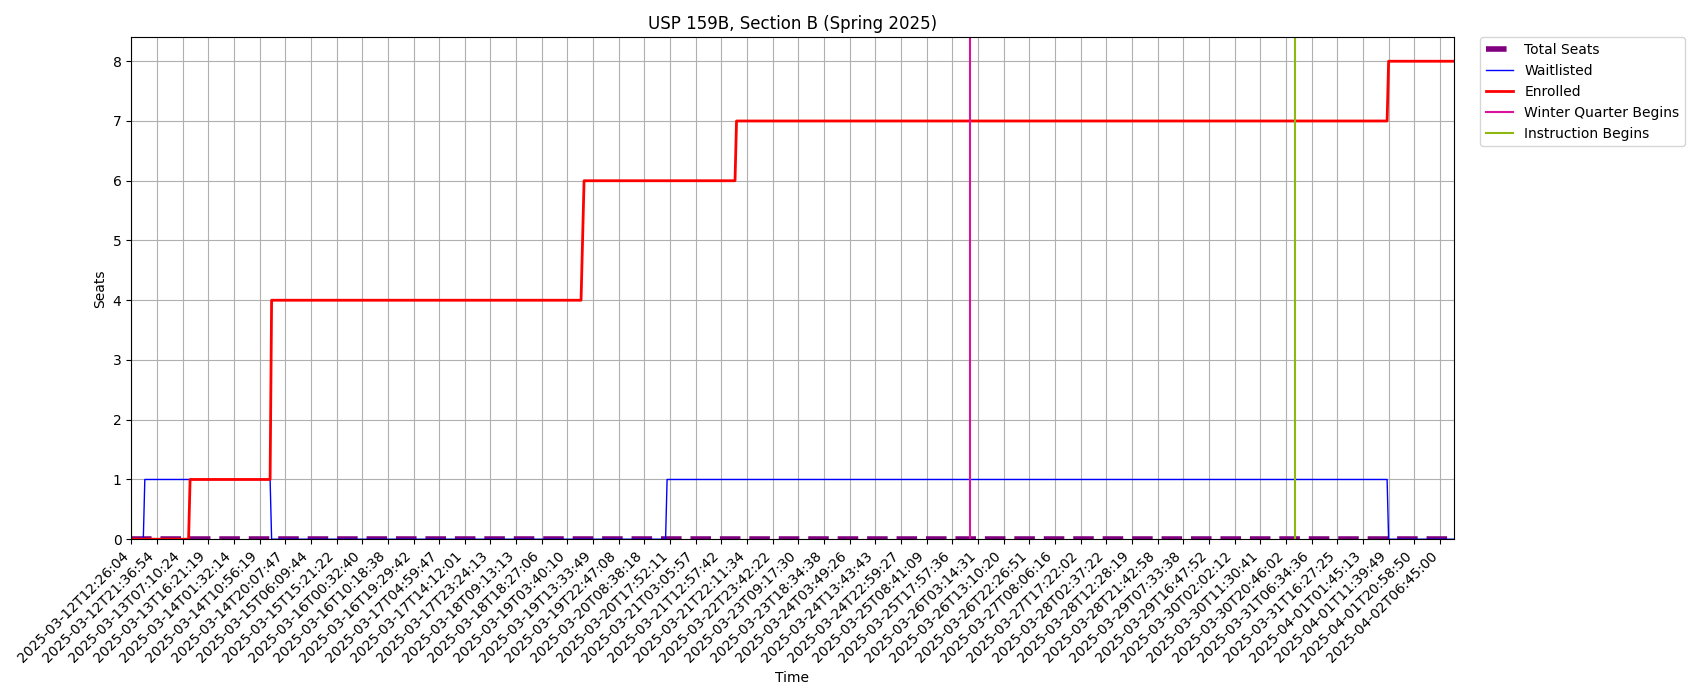 USP 159B, Section B (Spring 2025)
Total Seats
Waitlisted
Enrolled
Winter Quarter Begins
Instruction Begins
8
7
6
5
4
3
2
1
0
Seats
2025-03-12T12:26:04
2025-03-12T21:36:54
2025-03-13T07:10:24
2025-03-13T16:21:19
2025-03-14T01:32:14
2025-03-14T10:56:19
2025-03-14T20:07:47
2025-03-15T06:09:44
2025-03-15T15:21:22
2025-03-16T00:32:40
2025-03-16T10:18:38
2025-03-16T19:29:42
2025-03-17T04:59:47
2025-03-17T14:12:01
2025-03-17T23:24:13
2025-03-18T09:13:13
2025-03-18T18:27:06
2025-03-19T03:40:10
2025-03-19T13:33:49
2025-03-19T22:47:08
2025-03-20T08:38:18
2025-03-20T17:52:11
2025-03-21T03:05:57
2025-03-21T12:57:42
2025-03-21T22:11:34
2025-03-22T23:42:22
2025-03-23T09:17:30
2025-03-23T18:34:38
2025-03-24T03:49:26
2025-03-24T13:43:43
2025-03-24T22:59:27
2025-03-25T08:41:09
2025-03-25T17:57:36
2025-03-26T03:14:31
2025-03-26T13:10:20
2025-03-26T22:26:51
2025-03-27T08:06:16
2025-03-27T17:22:02
2025-03-28T02:37:22
2025-03-28T12:28:19
2025-03-28T21:42:58
2025-03-29T07:33:38
2025-03-29T16:47:52
2025-03-30T02:02:12
2025-03-30T11:30:41
2025-03-30T20:46:02
2025-03-31T06:34:36
2025-03-31T16:27:25
2025-04-01T01:45:13
2025-04-01T11:39:49
2025-04-01T20:58:50
2025-04-02T06:45:00
Time